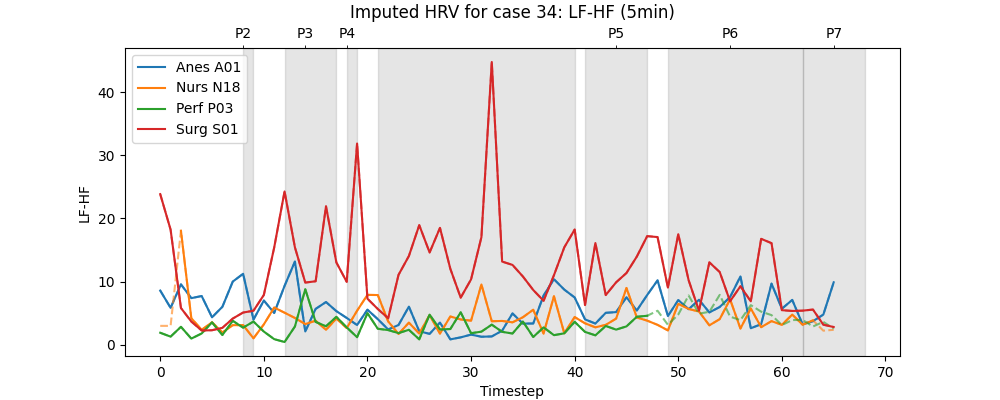 Imputed HRV for case 34: LF-HF (5min)
P2 P3 P4 P5 P6 P7
Anes A01
Nurs N18
Perf P03
Surg S01
LF-HF
40
30
20
10
0
0 10 20 30 40 50 60 70
Timestep